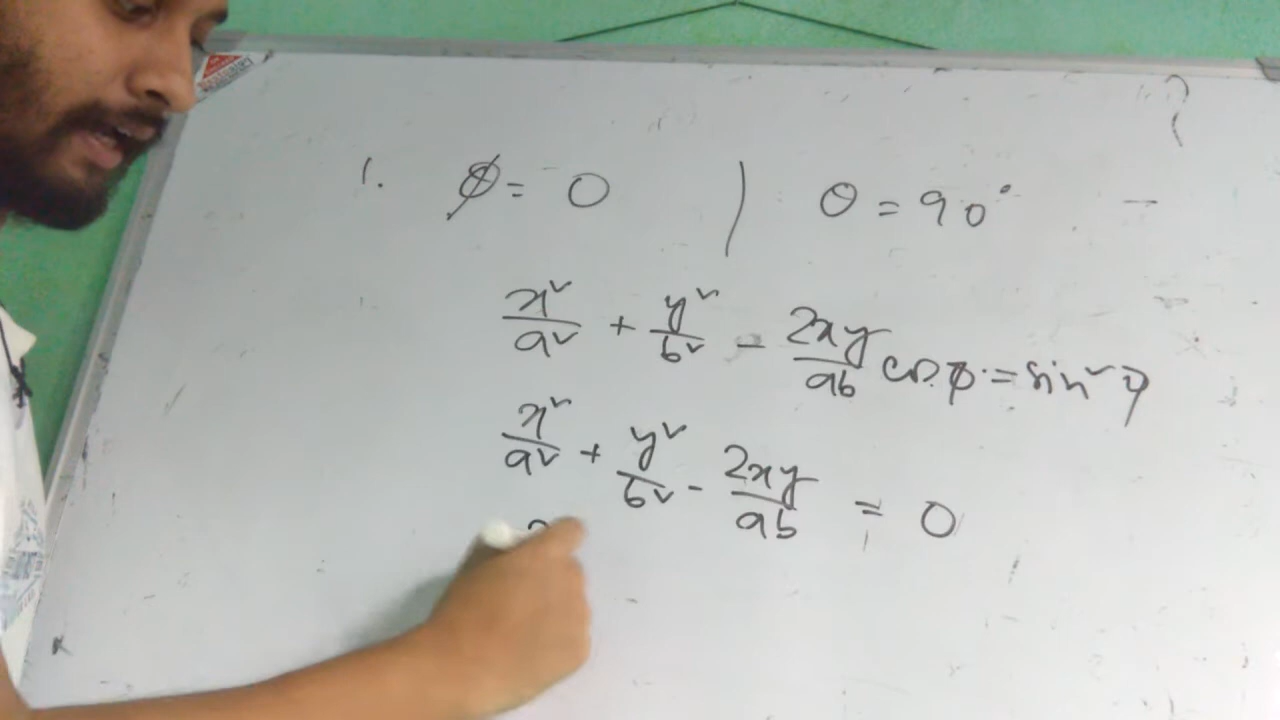 1. φ = 0 | θ = 90°
x²/a² + y²/b² - 2xy/ab cos φ = sin² φ
x²/a² + y²/b² - 2xy/ab = 0